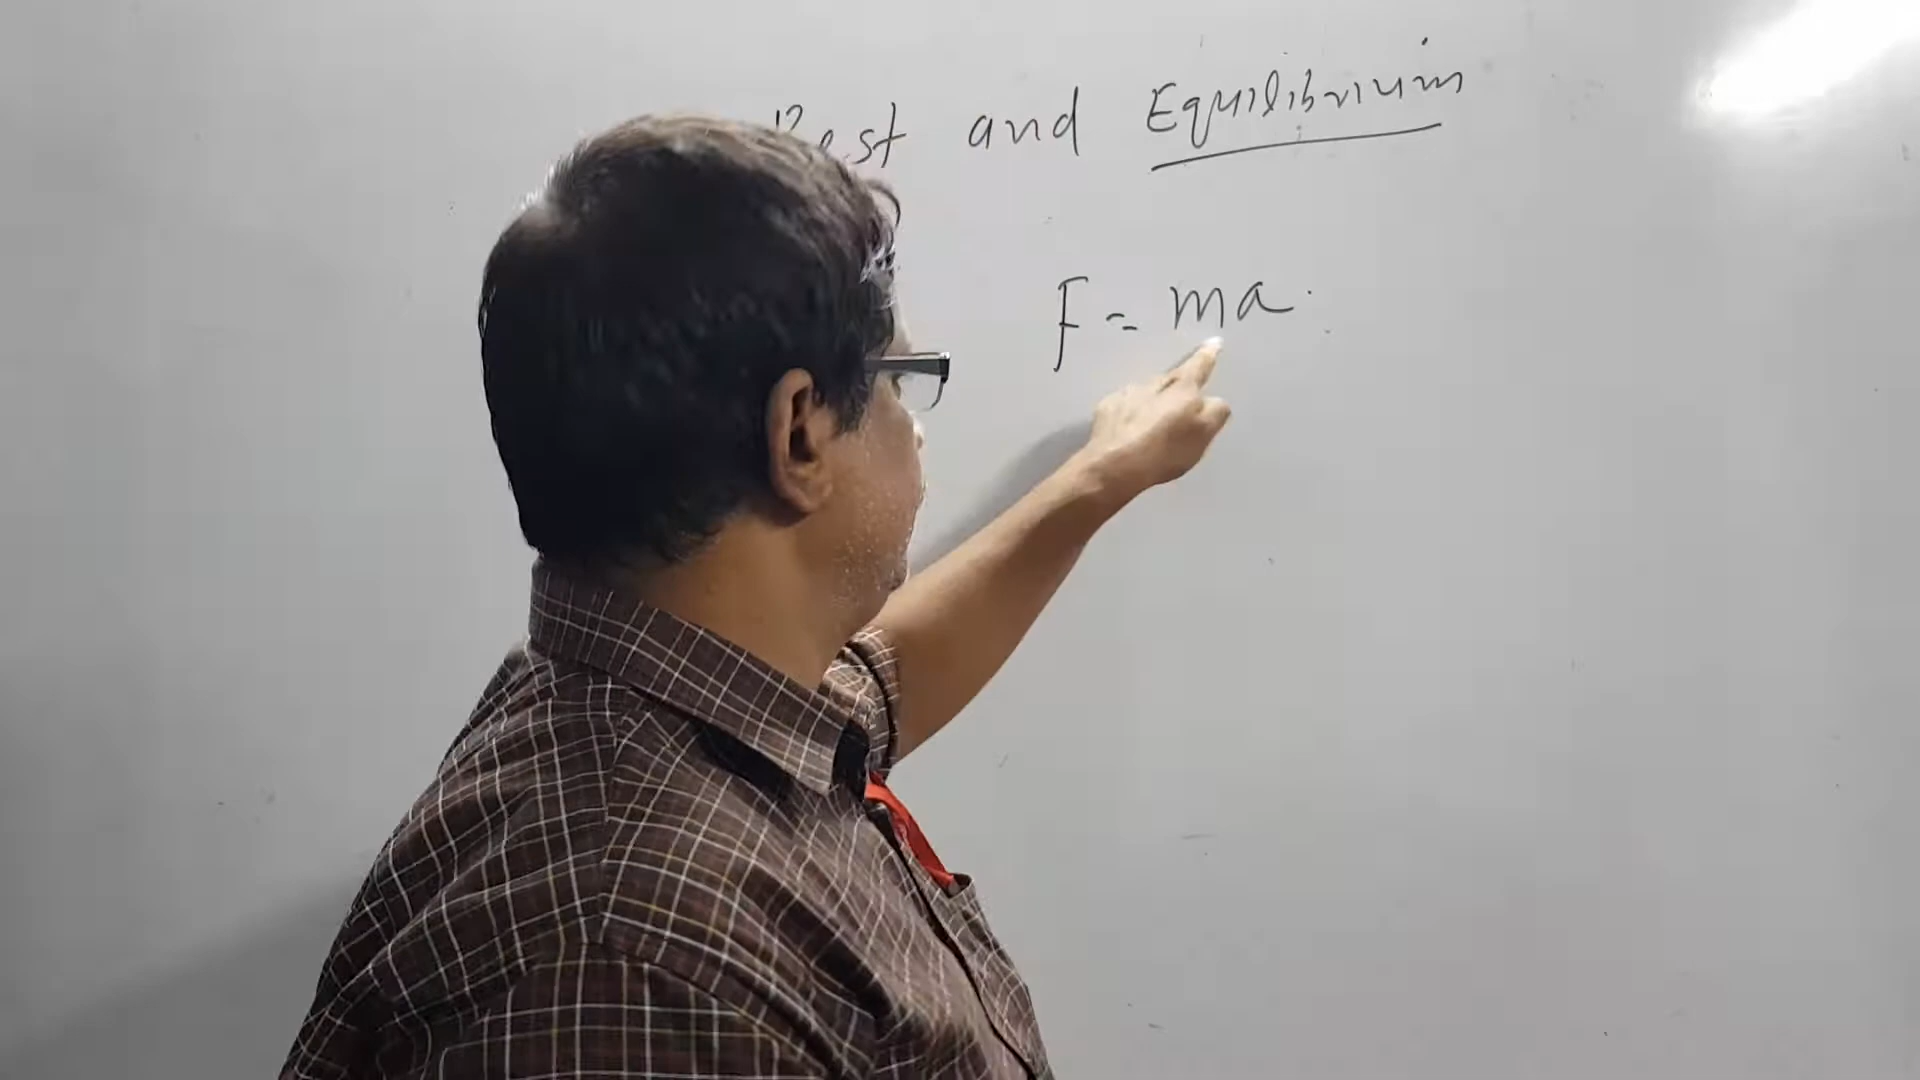 Rest and Equilibrium
F = ma